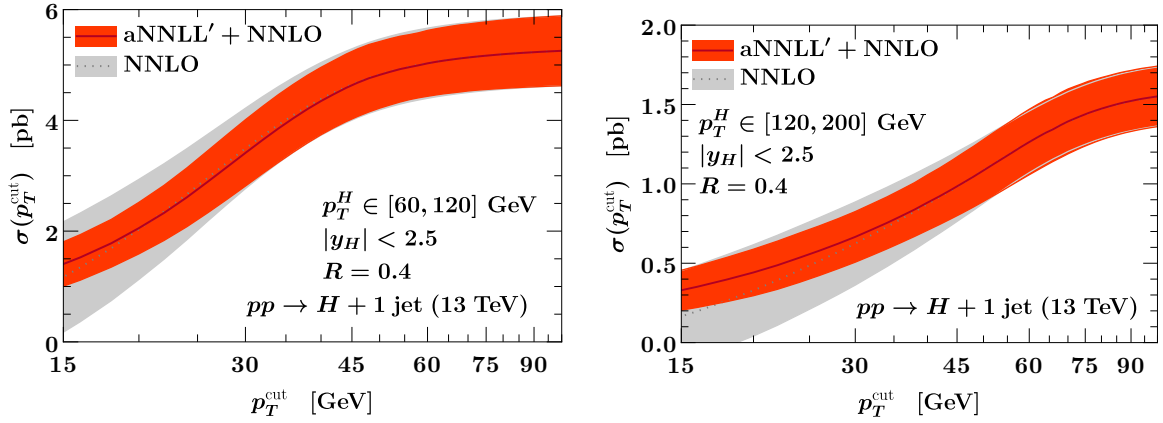 6
4
2
0
σ(p_T^cut) [pb]
aNNLL′ + NNLO
NNLO
p_T^H ∈ [60, 120] GeV
|y_H| < 2.5
R = 0.4
pp → H + 1 jet (13 TeV)
15 30 45 60 75 90
p_T^cut [GeV]
2.0
1.5
1.0
0.5
0.0
σ(p_T^cut) [pb]
aNNLL′ + NNLO
NNLO
p_T^H ∈ [120, 200] GeV
|y_H| < 2.5
R = 0.4
pp → H + 1 jet (13 TeV)
15 30 45 60 75 90
p_T^cut [GeV]